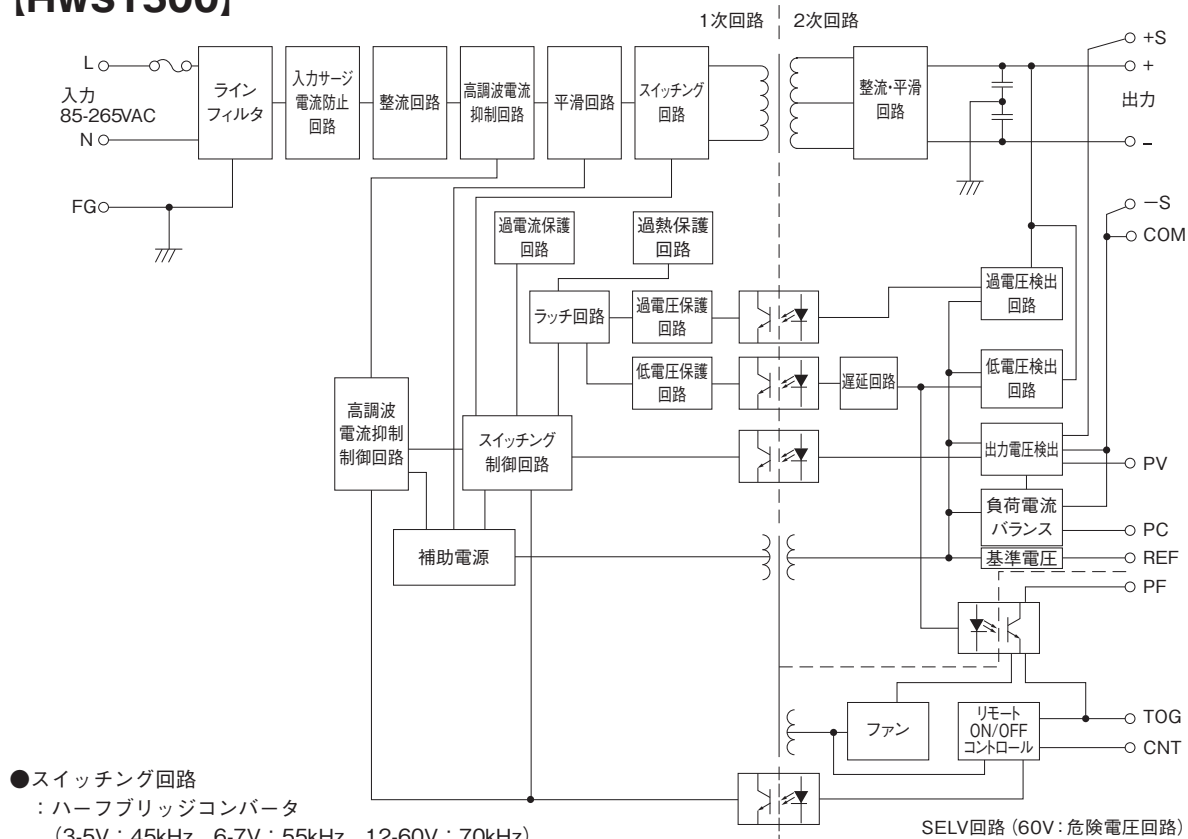 【HWS1500】
1次回路
2次回路
L
入力
85-265VAC
N
FG
ライン
フィルタ
入力サージ
電流防止
回路
整流回路
高調波電流
抑制回路
平滑回路
スイッチング
回路
整流・平滑
回路
+S
+
出力
-
-S
COM
過電流保護
回路
過熱保護
回路
ラッチ回路
過電圧保護
回路
過電圧検出
回路
低電圧保護
回路
遅延回路
低電圧検出
回路
高調波
電流抑制
制御回路
スイッチング
制御回路
出力電圧検出
PV
負荷電流
バランス
PC
補助電源
基準電圧
REF
PF
ファン
リモート
ON/OFF
コントロール
TOG
CNT
●スイッチング回路
:ハーフブリッジコンバータ
(3-5V:45kHz、6-7V:55kHz、12-60V:70kHz)
SELV回路 (60V:危険電圧回路)